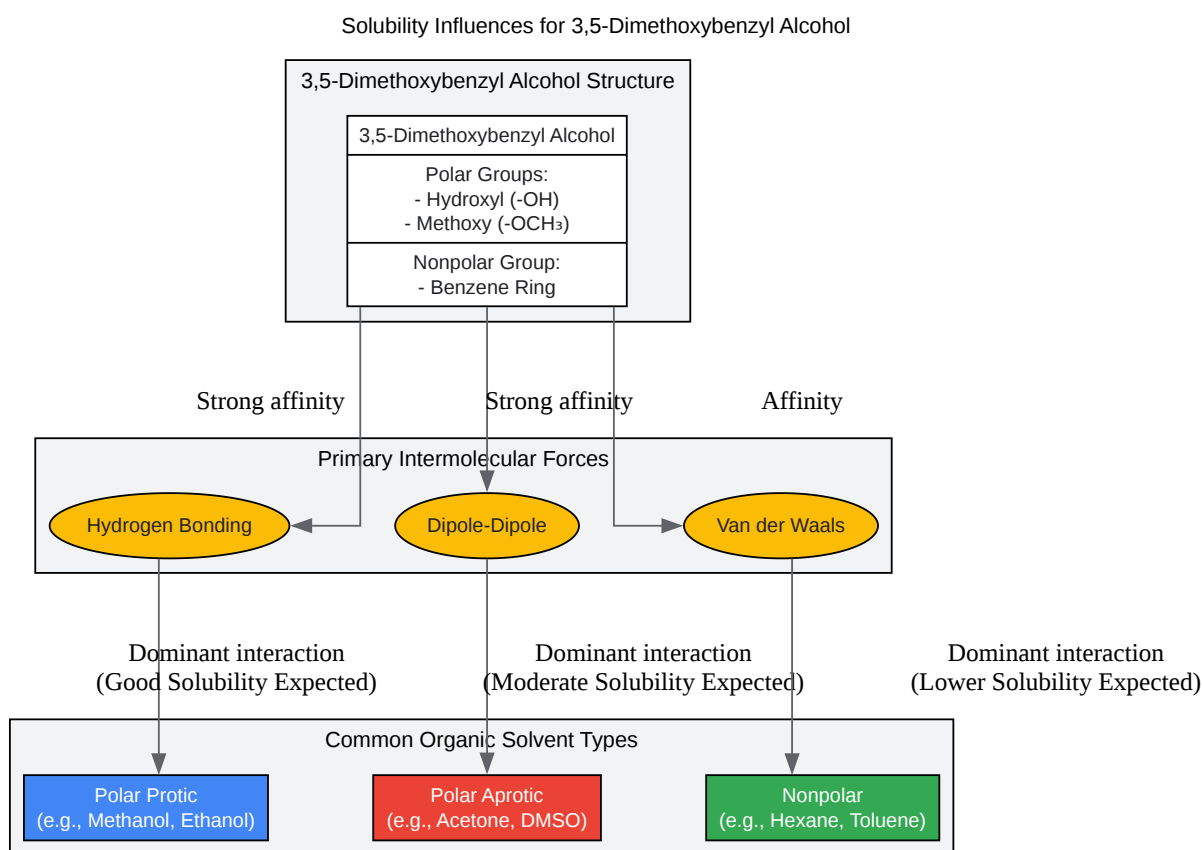 Solubility Influences for 3,5-Dimethoxybenzyl Alcohol
3,5-Dimethoxybenzyl Alcohol Structure
3,5-Dimethoxybenzyl Alcohol
Polar Groups:
- Hydroxyl (-OH)
- Methoxy (-OCH₃)
Nonpolar Group:
- Benzene Ring
Strong affinity
Strong affinity
Affinity
Primary Intermolecular Forces
Hydrogen Bonding
Dipole-Dipole
Van der Waals
Dominant interaction
(Good Solubility Expected)
Dominant interaction
(Moderate Solubility Expected)
Dominant interaction
(Lower Solubility Expected)
Common Organic Solvent Types
Polar Protic
(e.g., Methanol, Ethanol)
Polar Aprotic
(e.g., Acetone, DMSO)
Nonpolar
(e.g., Hexane, Toluene)